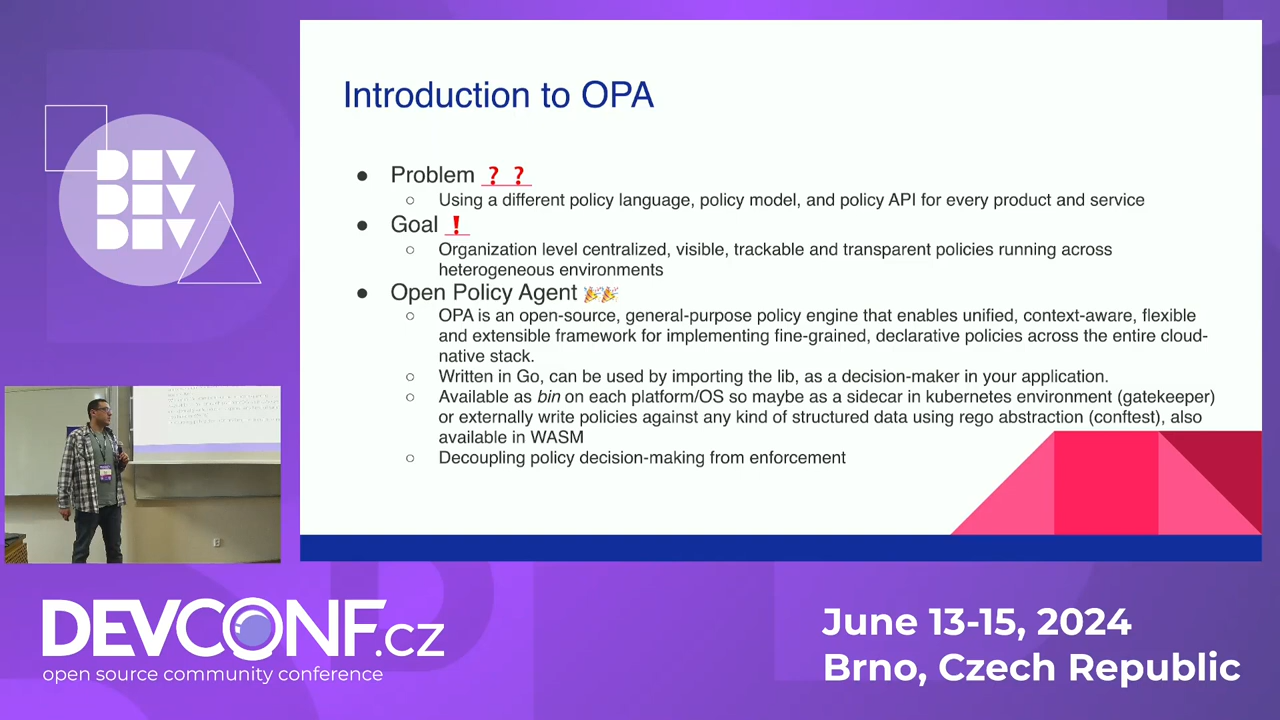 DEV
DEV
DEV
Introduction to OPA
● Problem ❓❓
○ Using a different policy language, policy model, and policy API for every product and service
● Goal ❗
○ Organization level centralized, visible, trackable and transparent policies running across
heterogeneous environments
● Open Policy Agent 🎉🎉
○ OPA is an open-source, general-purpose policy engine that enables unified, context-aware, flexible
and extensible framework for implementing fine-grained, declarative policies across the entire cloud-
native stack.
○ Written in Go, can be used by importing the lib, as a decision-maker in your application.
○ Available as bin on each platform/OS so maybe as a sidecar in kubernetes environment (gatekeeper)
or externally write policies against any kind of structured data using rego abstraction (conftest), also
available in WASM
○ Decoupling policy decision-making from enforcement
DEVCONF.cz
open source community conference
June 13-15, 2024
Brno, Czech Republic